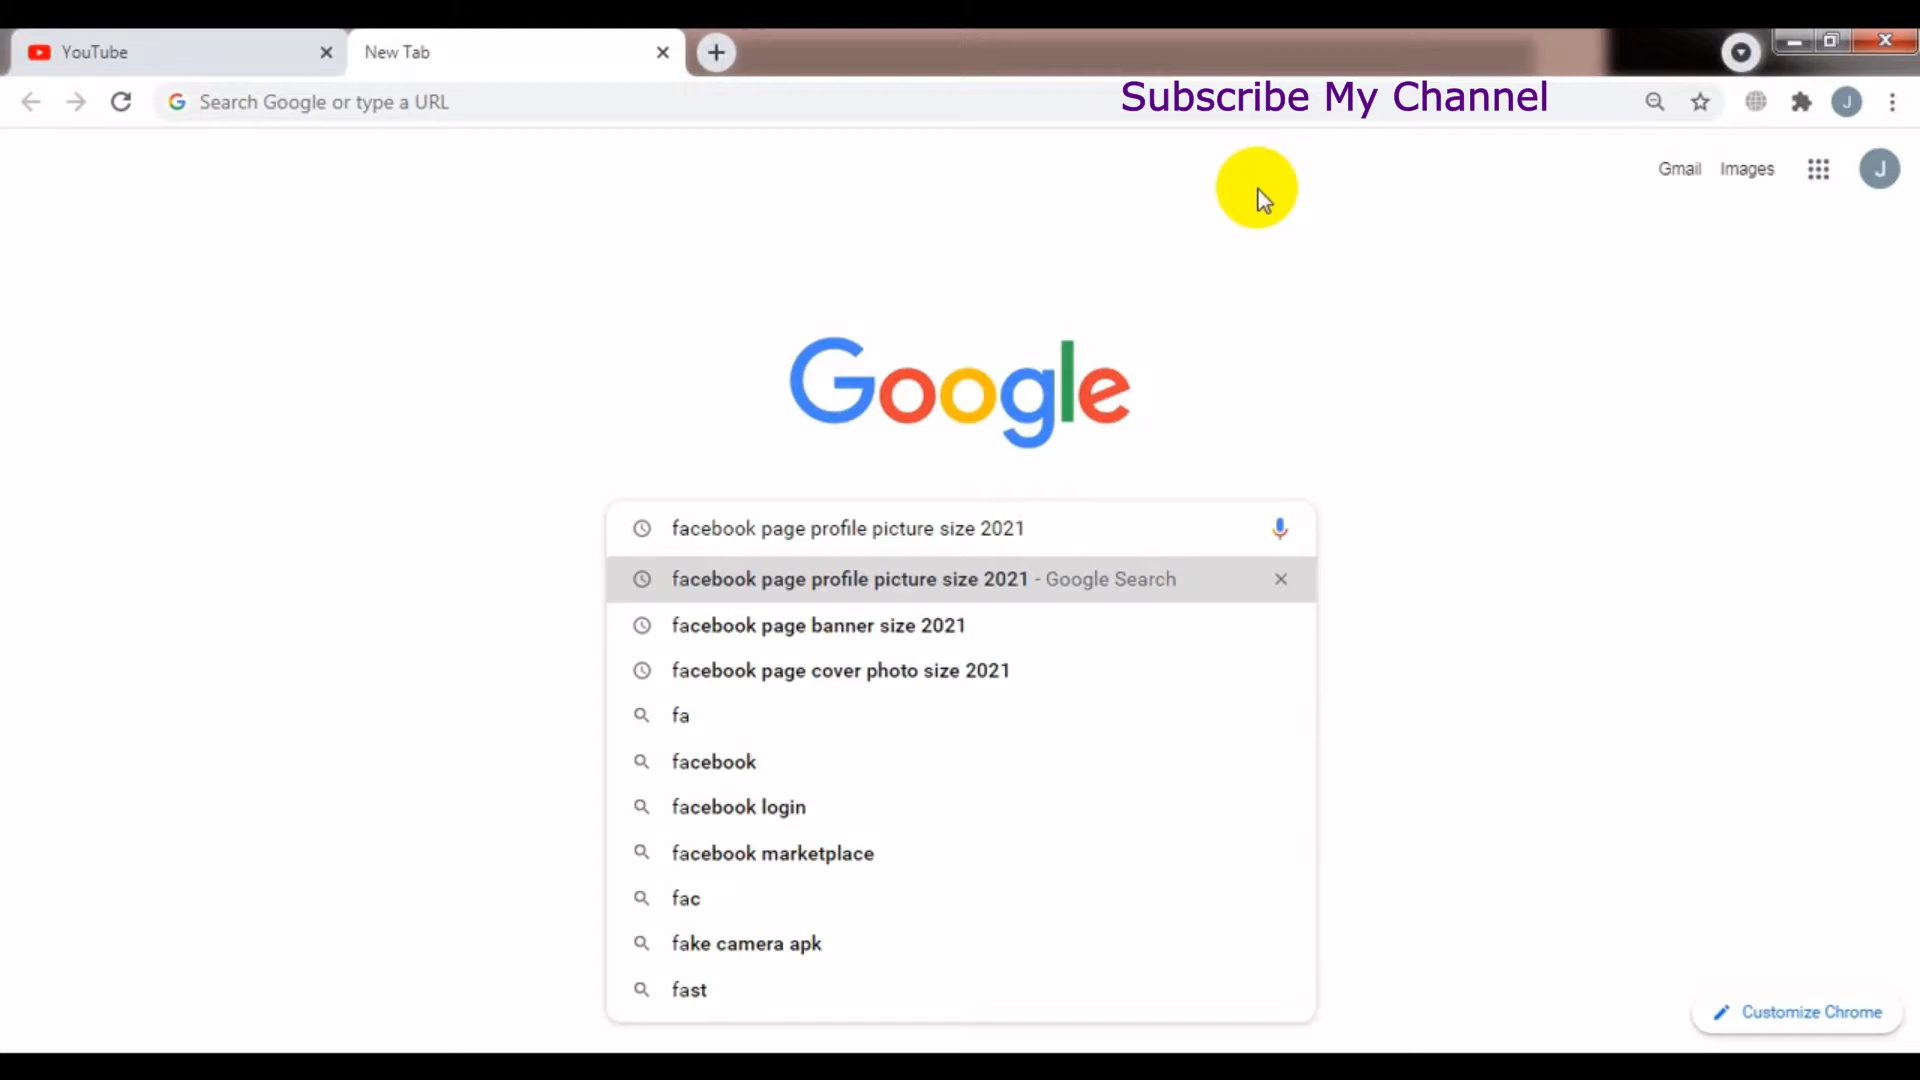 YouTube
New Tab
Search Google or type a URL
Subscribe My Channel
J
Gmail
Images
J
Google
facebook page profile picture size 2021
facebook page profile picture size 2021 - Google Search
facebook page banner size 2021
facebook page cover photo size 2021
fa
facebook
facebook login
facebook marketplace
fac
fake camera apk
fast
Customize Chrome